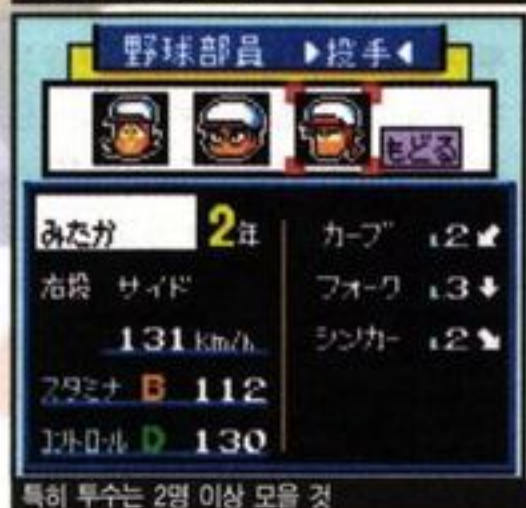 野球部員 ▶投手◀
もどる
みたか 2年
右投 サイド
131 km/h
スタミナ B 112
コントロール D 130
カーブ 2
フォーク 3
シンカー 2
특히 투수는 2명 이상 모을 것